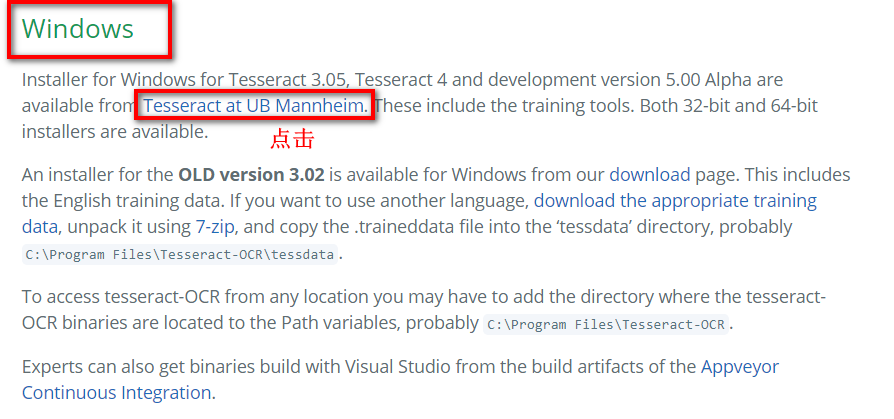 Windows
Installer for Windows for Tesseract 3.05, Tesseract 4 and development version 5.00 Alpha are
available from Tesseract at UB Mannheim. These include the training tools. Both 32-bit and 64-bit
installers are available.
点击
An installer for the OLD version 3.02 is available for Windows from our download page. This includes
the English training data. If you want to use another language, download the appropriate training
data, unpack it using 7-zip, and copy the .traineddata file into the ‘tessdata’ directory, probably
C:\Program Files\Tesseract-OCR\tessdata.
To access tesseract-OCR from any location you may have to add the directory where the tesseract-
OCR binaries are located to the Path variables, probably C:\Program Files\Tesseract-OCR.
Experts can also get binaries build with Visual Studio from the build artifacts of the Appveyor
Continuous Integration.